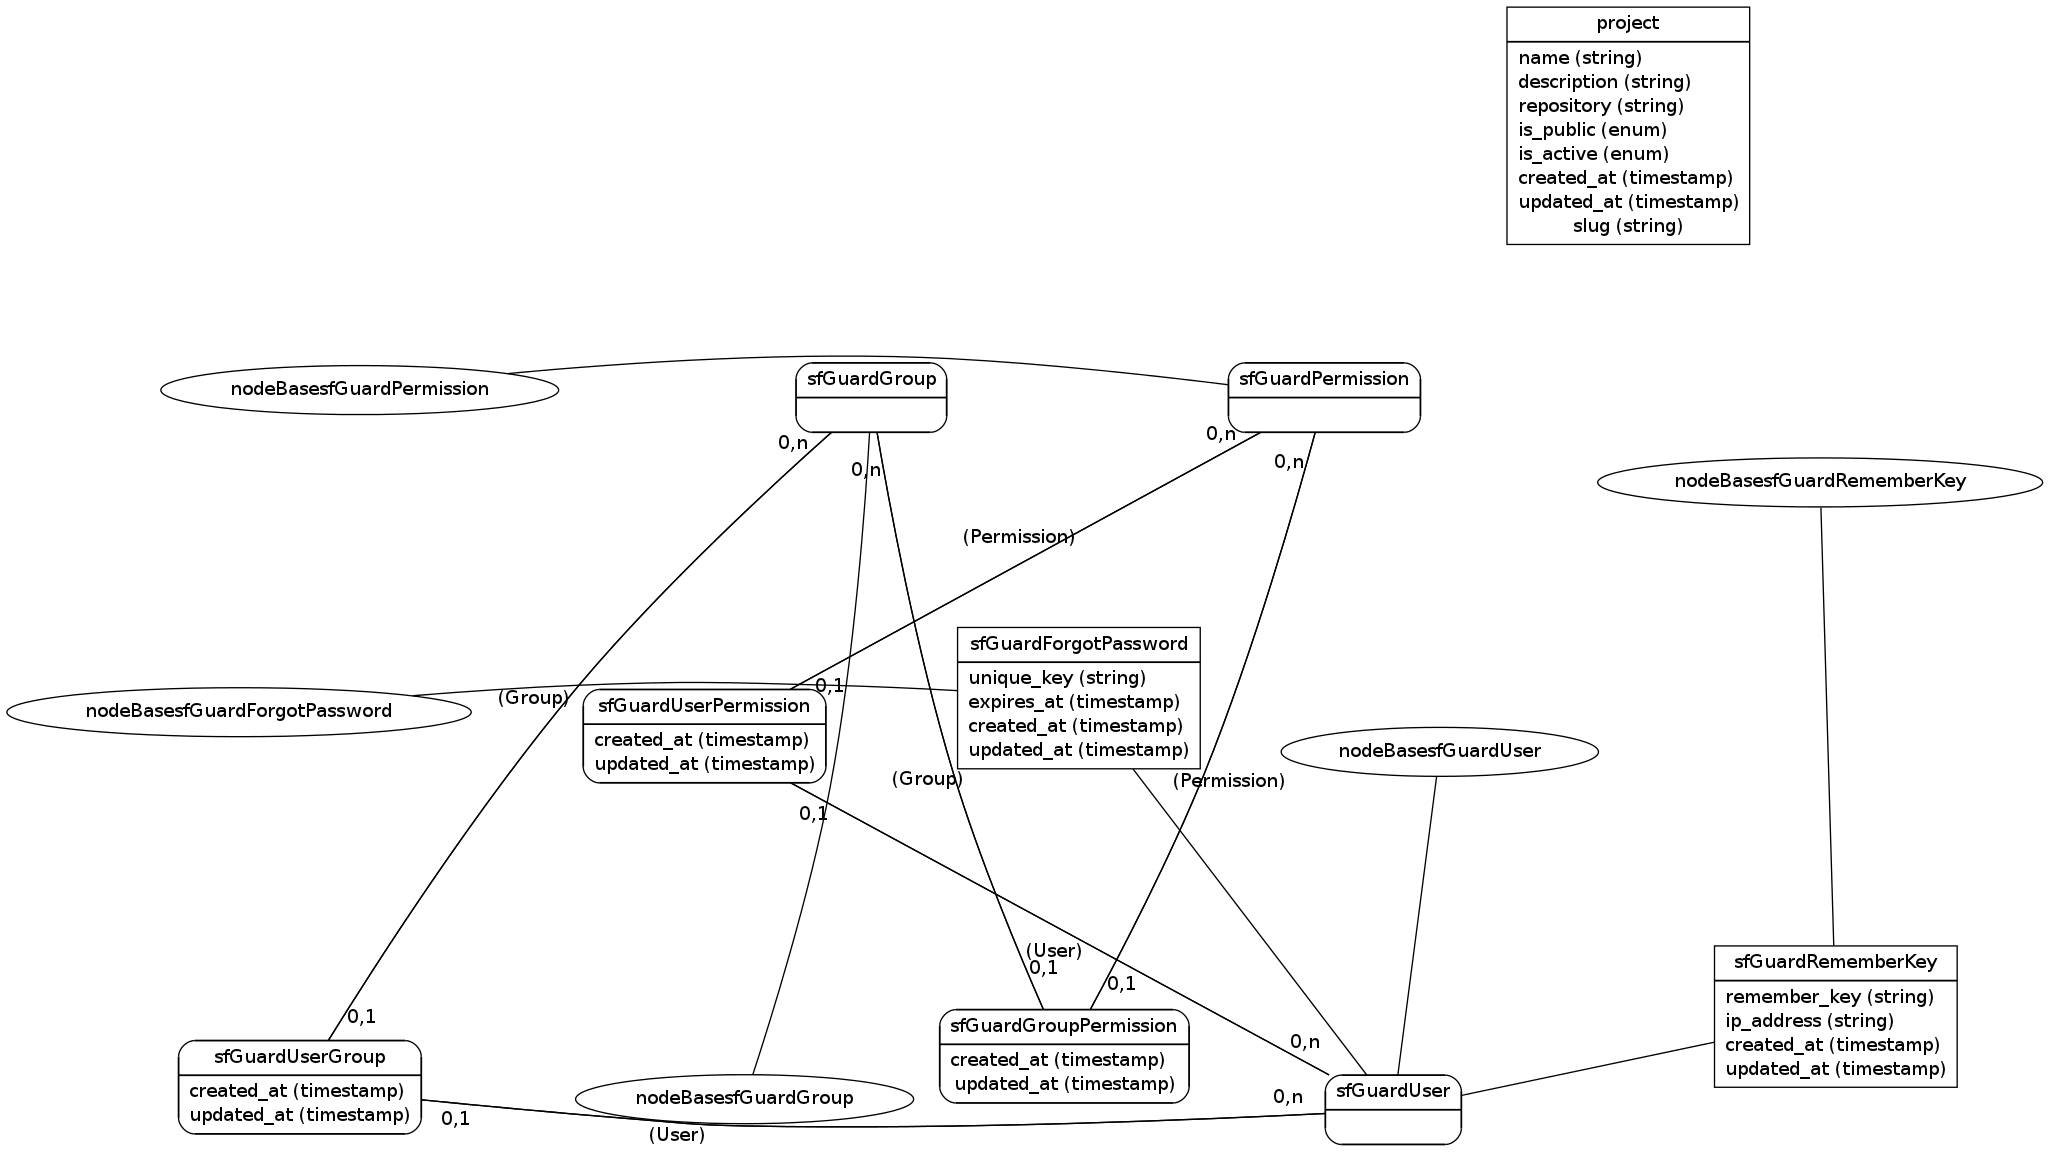 project
name (string)
description (string)
repository (string)
is_public (enum)
is_active (enum)
created_at (timestamp)
updated_at (timestamp)
slug (string)
nodeBasesfGuardPermission
sfGuardGroup
sfGuardPermission
0,n
0,n
0,n
0,n
nodeBasesfGuardRememberKey
(Permission)
sfGuardForgotPassword
unique_key (string)
expires_at (timestamp)
created_at (timestamp)
updated_at (timestamp)
(Group)
0,1
nodeBasesfGuardForgotPassword
sfGuardUserPermission
created_at (timestamp)
updated_at (timestamp)
nodeBasesfGuardUser
(Group)
(Permission)
0,1
(User)
0,1
0,1
sfGuardRememberKey
remember_key (string)
ip_address (string)
created_at (timestamp)
updated_at (timestamp)
0,1
sfGuardUserGroup
created_at (timestamp)
updated_at (timestamp)
sfGuardGroupPermission
created_at (timestamp)
updated_at (timestamp)
0,n
nodeBasesfGuardGroup
0,n
sfGuardUser
0,1
(User)